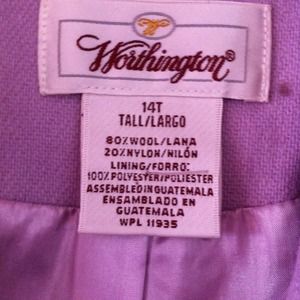 Worthington®
14T
TALL/LARGO
80%WOOL/LANA
20%NYLON/NILÓN
LINING/FORRO:
100%POLYESTER/POLIESTER
ASSEMBLED IN GUATEMALA
ENSAMBLADO EN
GUATEMALA
WPL 11935